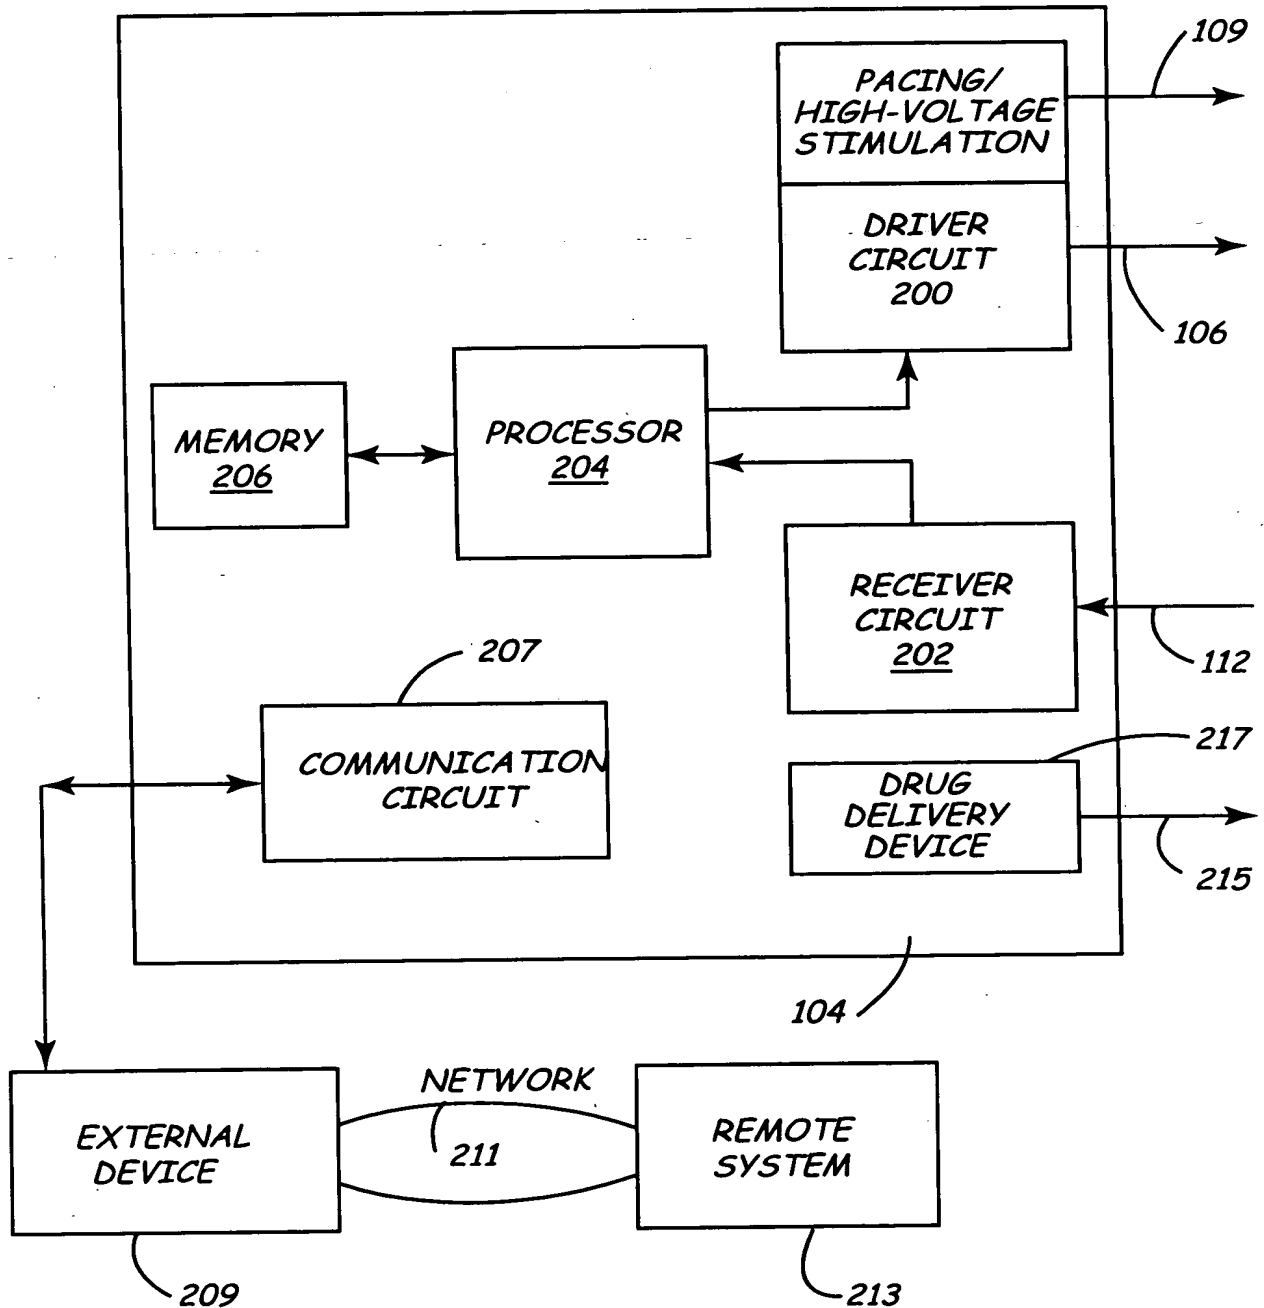 109
PACING/
HIGH-VOLTAGE
STIMULATION
DRIVER
CIRCUIT
200
106
MEMORY
206
PROCESSOR
204
RECEIVER
CIRCUIT
202
112
207
COMMUNICATION
CIRCUIT
217
DRUG
DELIVERY
DEVICE
215
104
NETWORK
211
EXTERNAL
DEVICE
REMOTE
SYSTEM
209
213